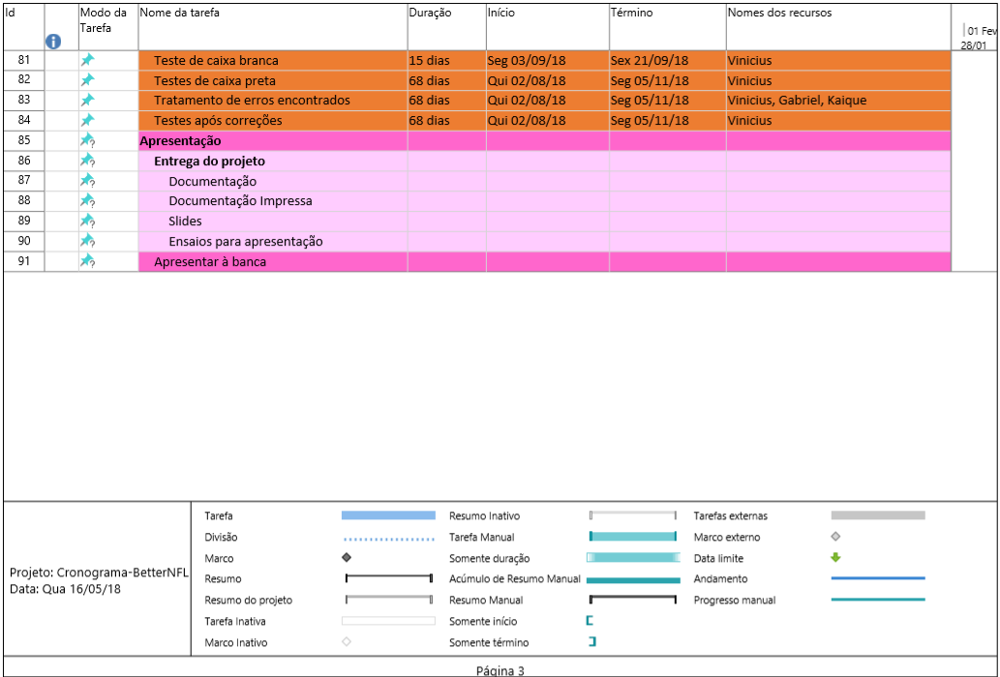 Id Modo da Tarefa Nome da tarefa Duração Início Término Nomes dos recursos
01 Fev
28/01
81 Teste de caixa branca 15 dias Seg 03/09/18 Sex 21/09/18 Vinicius
82 Testes de caixa preta 68 dias Qui 02/08/18 Seg 05/11/18 Vinicius
83 Tratamento de erros encontrados 68 dias Qui 02/08/18 Seg 05/11/18 Vinicius, Gabriel, Kaique
84 Testes após correções 68 dias Qui 02/08/18 Seg 05/11/18 Vinicius
85 Apresentação
86 Entrega do projeto
87 Documentação
88 Documentação Impressa
89 Slides
90 Ensaios para apresentação
91 Apresentar à banca
Projeto: Cronograma-BetterNFL
Data: Qua 16/05/18
Tarefa
Divisão
Marco
Resumo
Resumo do projeto
Tarefa Inativa
Marco Inativo
Resumo Inativo
Tarefa Manual
Somente duração
Acúmulo de Resumo Manual
Resumo Manual
Somente início
Somente término
Tarefas externas
Marco externo
Data limite
Andamento
Progresso manual
Página 3